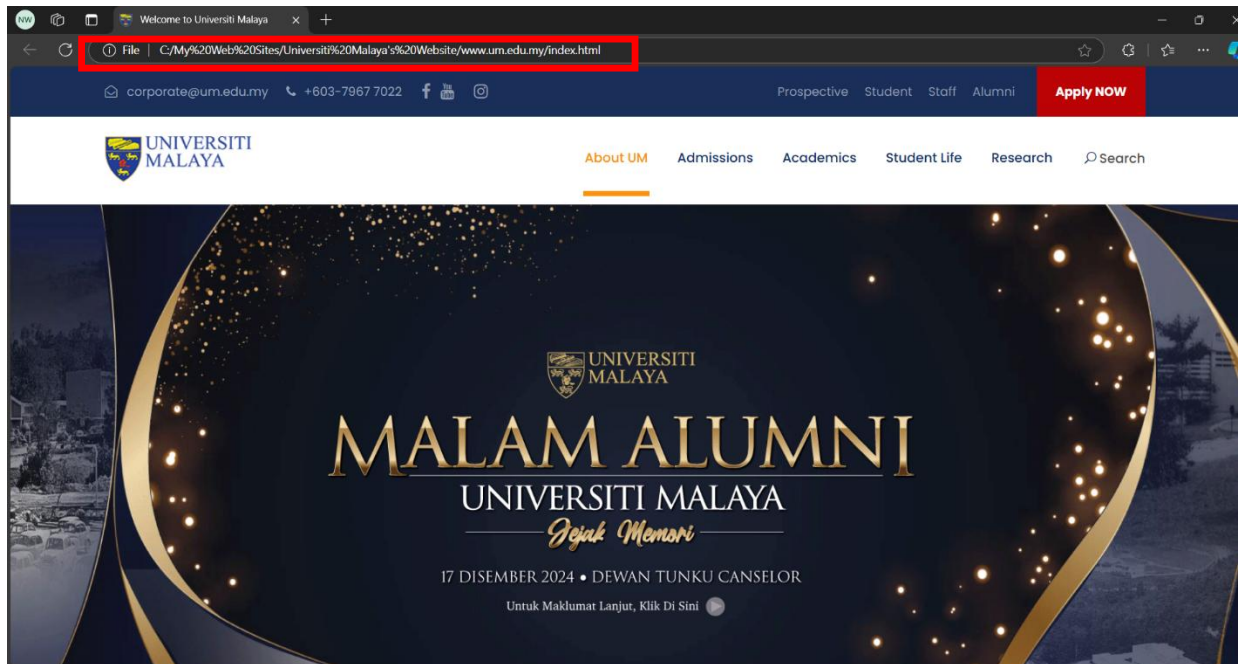 NW
Welcome to Universiti Malaya
File | C:/My%20Web%20Sites/Universiti%20Malaya's%20Website/www.um.edu.my/index.html
corporate@um.edu.my +603-7967 7022 Prospective Student Staff Alumni Apply NOW
UNIVERSITI
MALAYA
About UM Admissions Academics Student Life Research Search
UNIVERSITI
MALAYA
MALAM ALUMNI
UNIVERSITI MALAYA
Jejak Memori
17 DISEMBER 2024 • DEWAN TUNKU CANSELOR
Untuk Maklumat Lanjut, Klik Di Sini